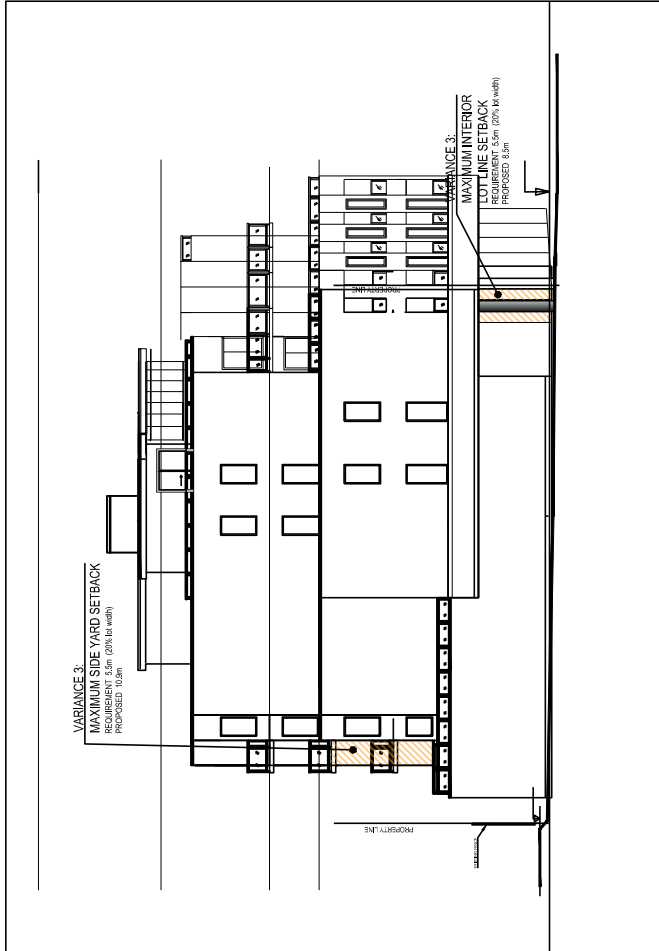 VARIANCE 3:
MAXIMUM SIDE YARD SETBACK
REQUIREMENT 5.5m (20% lot width)
PROPOSED 10.9m
VARIANCE 3:
MAXIMUM INTERIOR
LOT LINE SETBACK
REQUIREMENT 5.5m (20% lot width)
PROPOSED 8.5m
PROPERTY LINE
PROPERTY LINE